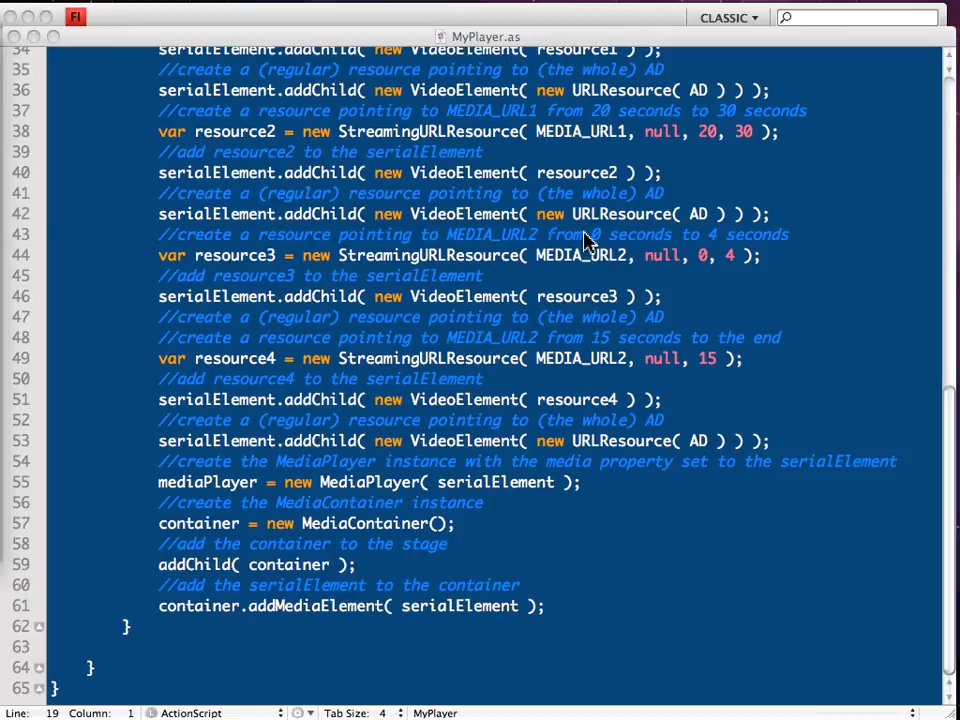 FI
CLASSIC
MyPlayer.as
34 serialElement.addChild( new VideoElement( resource1 ) );
35 //create a (regular) resource pointing to (the whole) AD
36 serialElement.addChild( new VideoElement( new URLResource( AD ) ) );
37 //create a resource pointing to MEDIA_URL1 from 20 seconds to 30 seconds
38 var resource2 = new StreamingURLResource( MEDIA_URL1, null, 20, 30 );
39 //add resource2 to the serialElement
40 serialElement.addChild( new VideoElement( resource2 ) );
41 //create a (regular) resource pointing to (the whole) AD
42 serialElement.addChild( new VideoElement( new URLResource( AD ) ) );
43 //create a resource pointing to MEDIA_URL2 from 0 seconds to 4 seconds
44 var resource3 = new StreamingURLResource( MEDIA_URL2, null, 0, 4 );
45 //add resource3 to the serialElement
46 serialElement.addChild( new VideoElement( resource3 ) );
47 //create a (regular) resource pointing to (the whole) AD
48 //create a resource pointing to MEDIA_URL2 from 15 seconds to the end
49 var resource4 = new StreamingURLResource( MEDIA_URL2, null, 15 );
50 //add resource4 to the serialElement
51 serialElement.addChild( new VideoElement( resource4 ) );
52 //create a (regular) resource pointing to (the whole) AD
53 serialElement.addChild( new VideoElement( new URLResource( AD ) ) );
54 //create the MediaPlayer instance with the media property set to the serialElement
55 mediaPlayer = new MediaPlayer( serialElement );
56 //create the MediaContainer instance
57 container = new MediaContainer();
58 //add the container to the stage
59 addChild( container );
60 //add the serialElement to the container
61 container.addMediaElement( serialElement );
62 }
63
64 }
65 }
Line: 19 Column: 1 ActionScript Tab Size: 4 MyPlayer